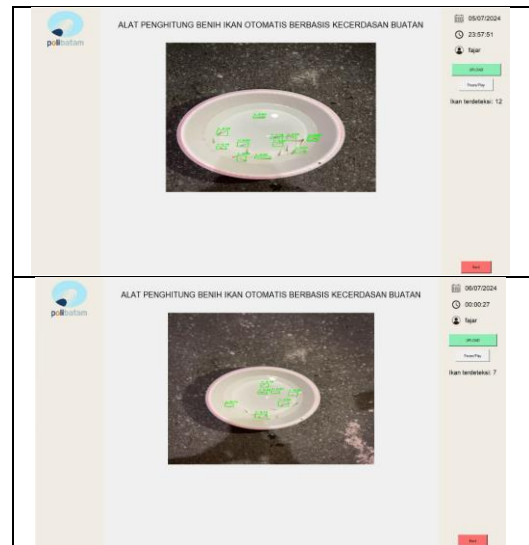 polibatam
ALAT PENGHITUNG BENIH IKAN OTOMATIS BERBASIS KECERDASAN BUATAN
05/07/2024
23:57:51
fajar
UPLOAD
Pause/Play
Ikan terdeteksi: 12
Back
polibatam
ALAT PENGHITUNG BENIH IKAN OTOMATIS BERBASIS KECERDASAN BUATAN
06/07/2024
00:00:27
fajar
UPLOAD
Pause/Play
Ikan terdeteksi: 7
Back